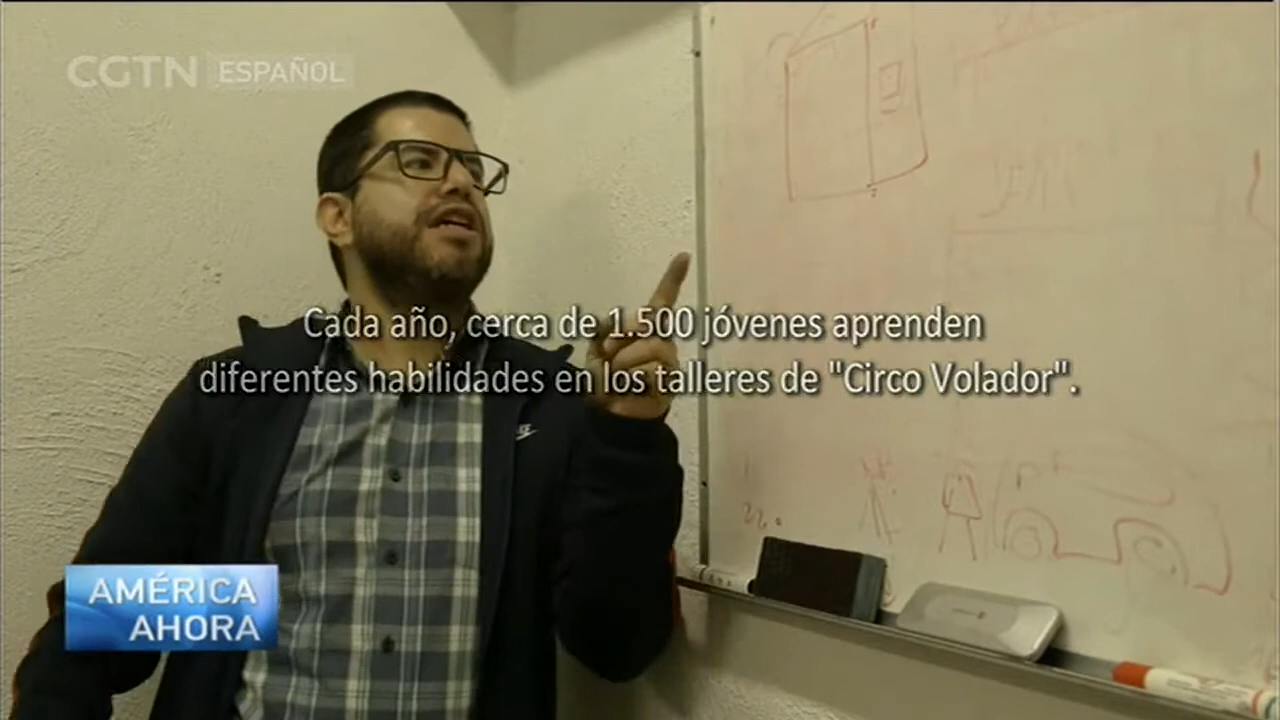 CGTN ESPAÑOL
Cada año, cerca de 1.500 jóvenes aprenden
diferentes habilidades en los talleres de "Circo Volador".
AMÉRICA
AHORA